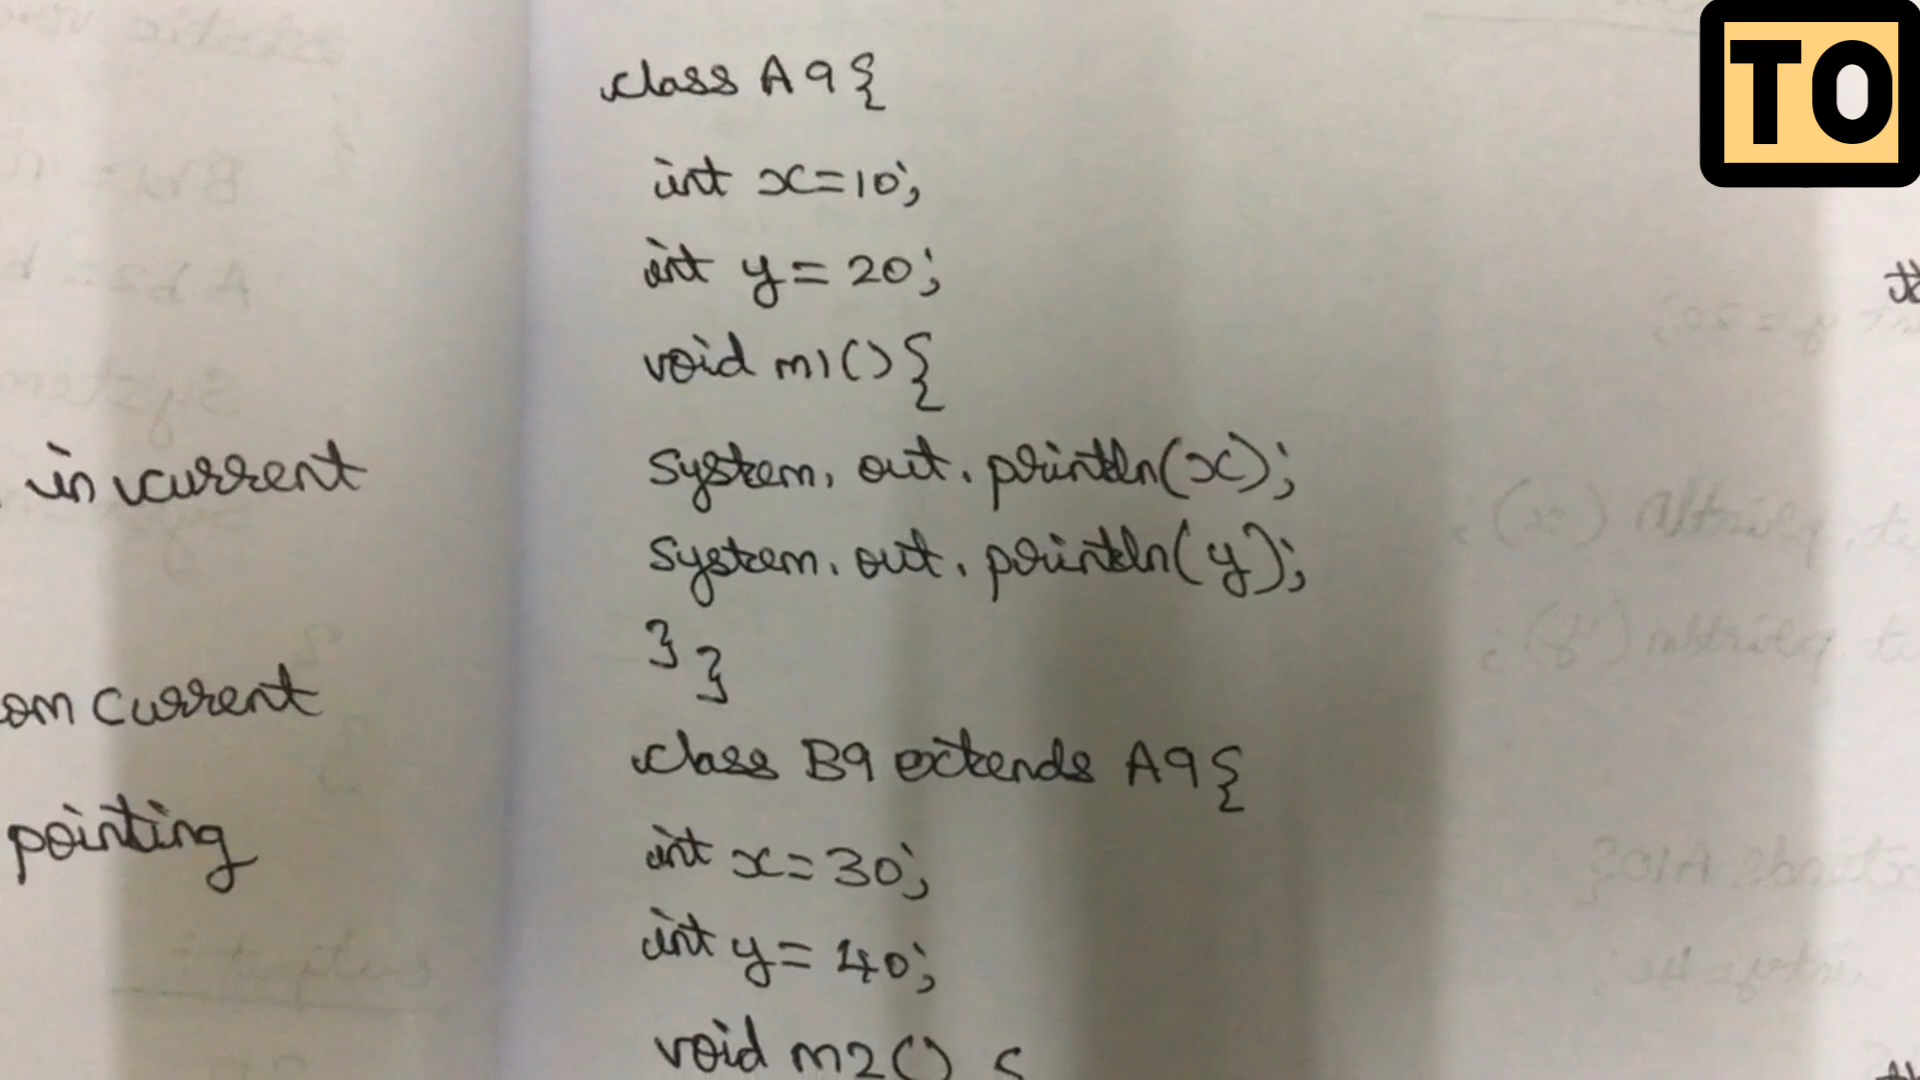 TO
class A9{
int x=10;
int y=20;
void m1(){
System.out.println(x);
System.out.println(y);
}}
class B9 extends A9{
int x=30;
int y=40;
void m2() {
in current
om current
pointing